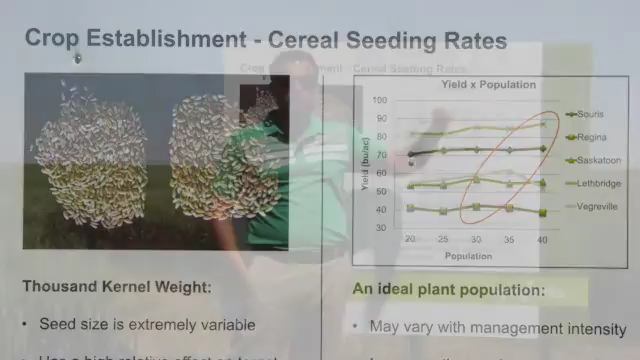 Crop Establishment - Cereal Seeding Rates
Yield x Population
100
90
80
70
60
50
40
30
Yield (bu/ac)
20 25 30 35 40
Population
Souris
Regina
Saskatoon
Lethbridge
Vegreville
Thousand Kernel Weight:
• Seed size is extremely variable
An ideal plant population:
• May vary with management intensity